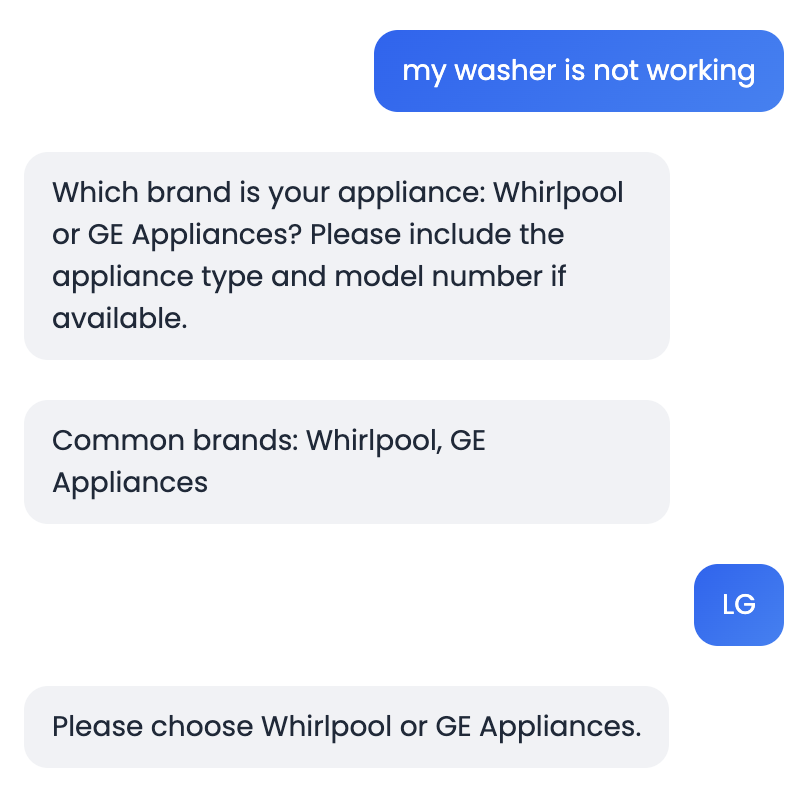 my washer is not working
Which brand is your appliance: Whirlpool
or GE Appliances? Please include the
appliance type and model number if
available.
Common brands: Whirlpool, GE
Appliances
LG
Please choose Whirlpool or GE Appliances.